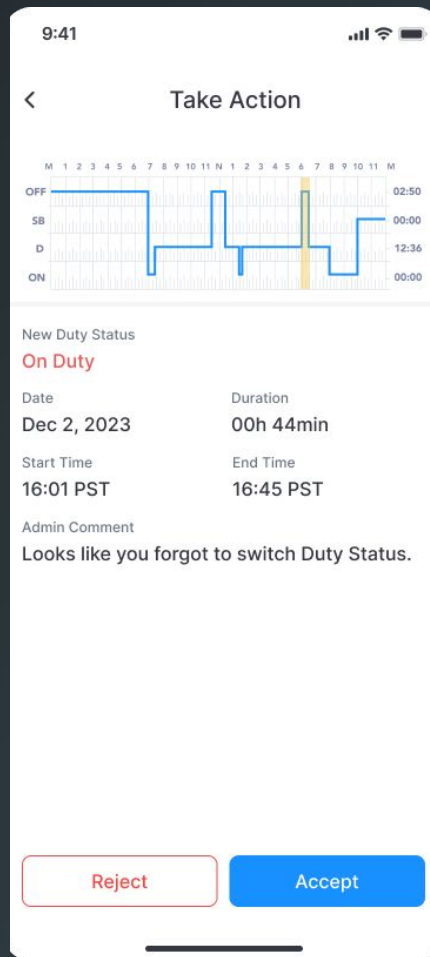 9:41
Take Action
M 1 2 3 4 5 6 7 8 9 10 11 N 1 2 3 4 5 6 7 8 9 10 11 M
OFF 02:50
SB 00:00
D 12:36
ON 00:00
New Duty Status
On Duty
Date Duration
Dec 2, 2023 00h 44min
Start Time End Time
16:01 PST 16:45 PST
Admin Comment
Looks like you forgot to switch Duty Status.
Reject Accept